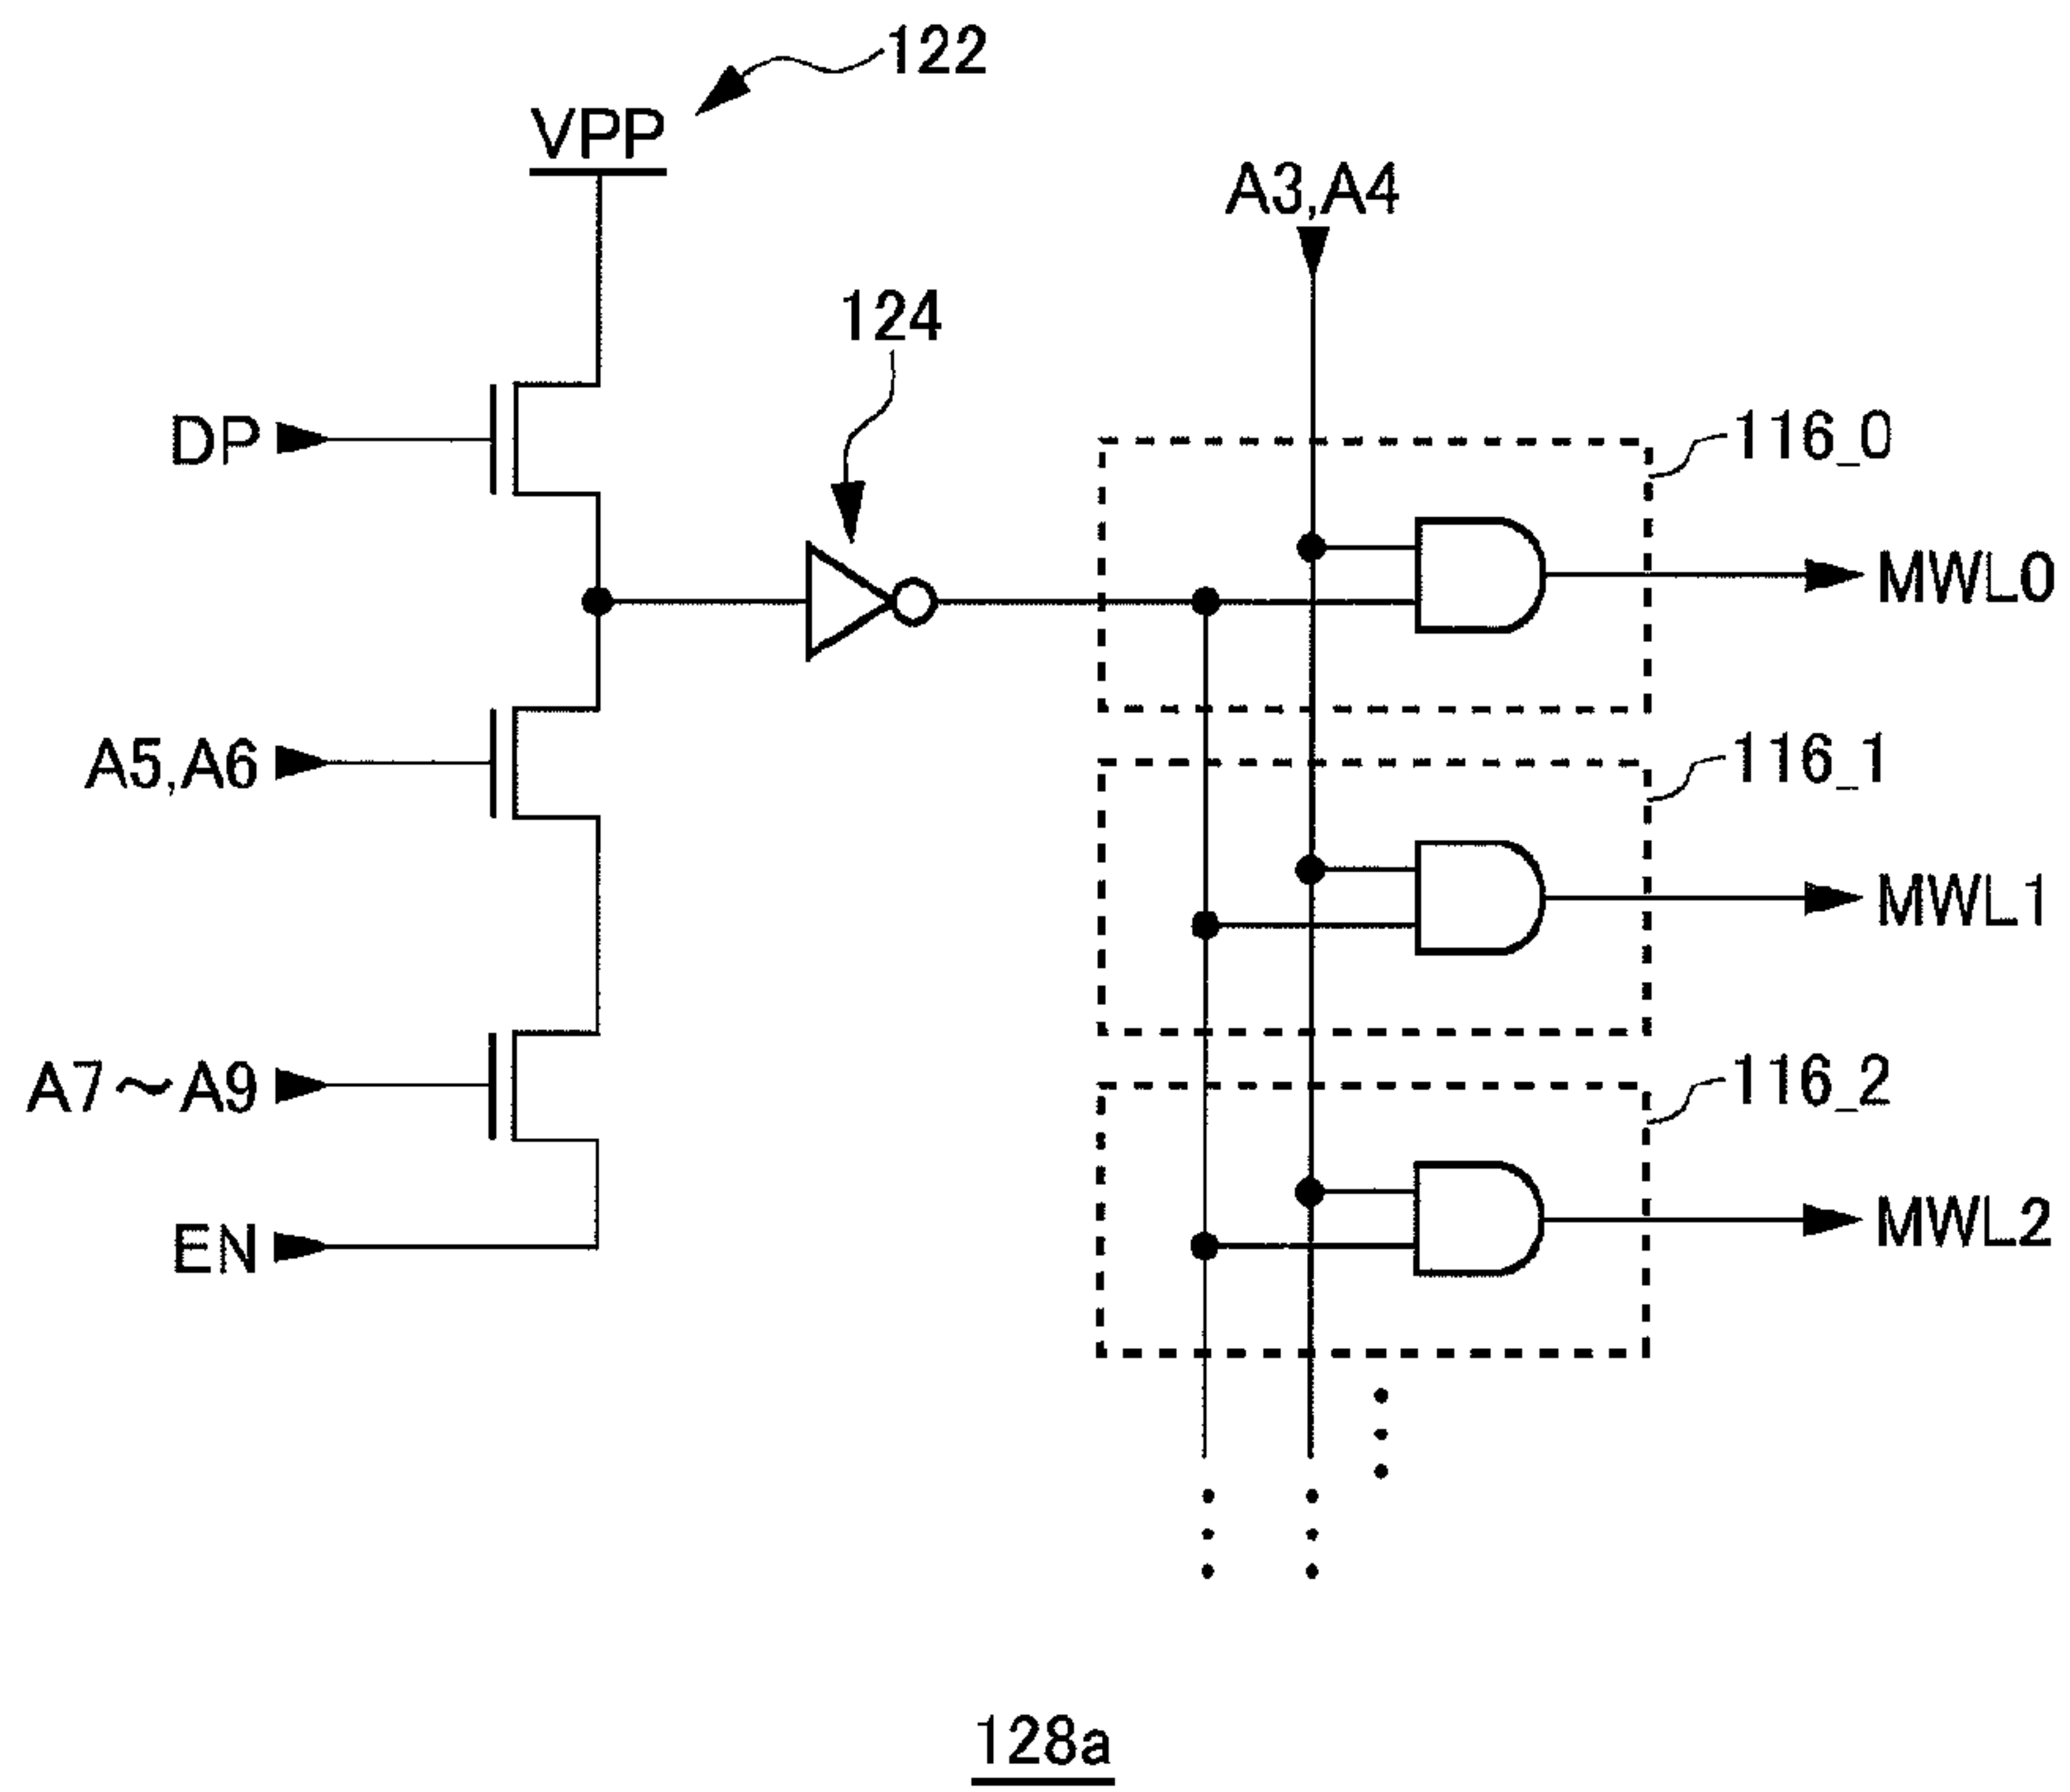 122
VPP
A3,A4
124
DP
116_0
MWL0
A5,A6
116_1
MWL1
A7～A9
116_2
EN
MWL2
128a